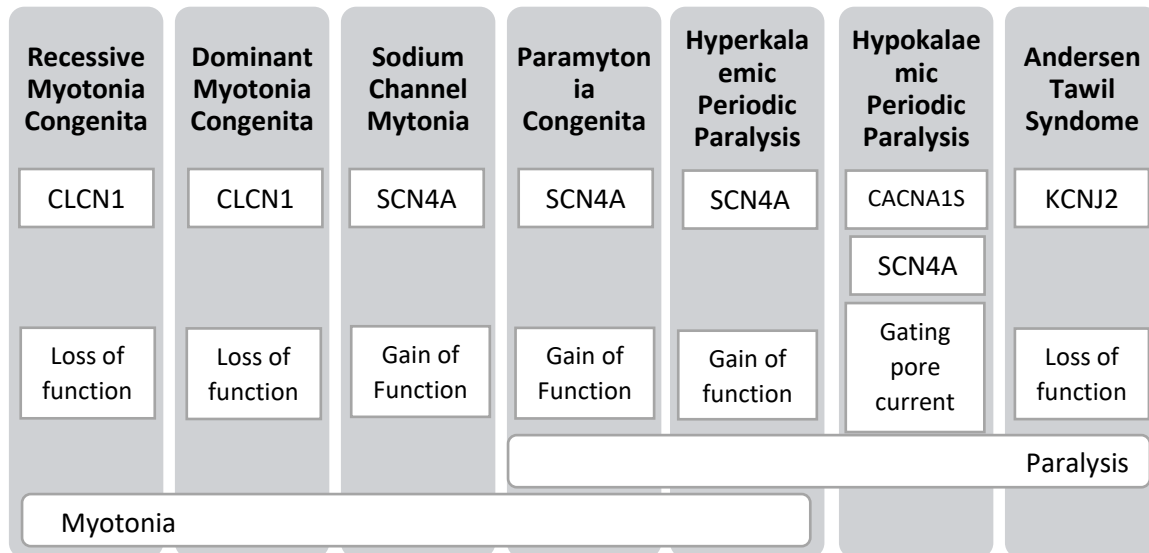 Recessive
Myotonia
Congenita
Dominant
Myotonia
Congenita
Sodium
Channel
Mytonia
Paramyton
ia
Congenita
Hyperkala
emic
Periodic
Paralysis
Hypokalae
mic
Periodic
Paralysis
Andersen
Tawil
Syndome
CLCN1
CLCN1
SCN4A
SCN4A
SCN4A
CACNA1S
KCNJ2
SCN4A
Loss of
function
Loss of
function
Gain of
Function
Gain of
Function
Gain of
function
Gating
pore
current
Loss of
function
Paralysis
Myotonia